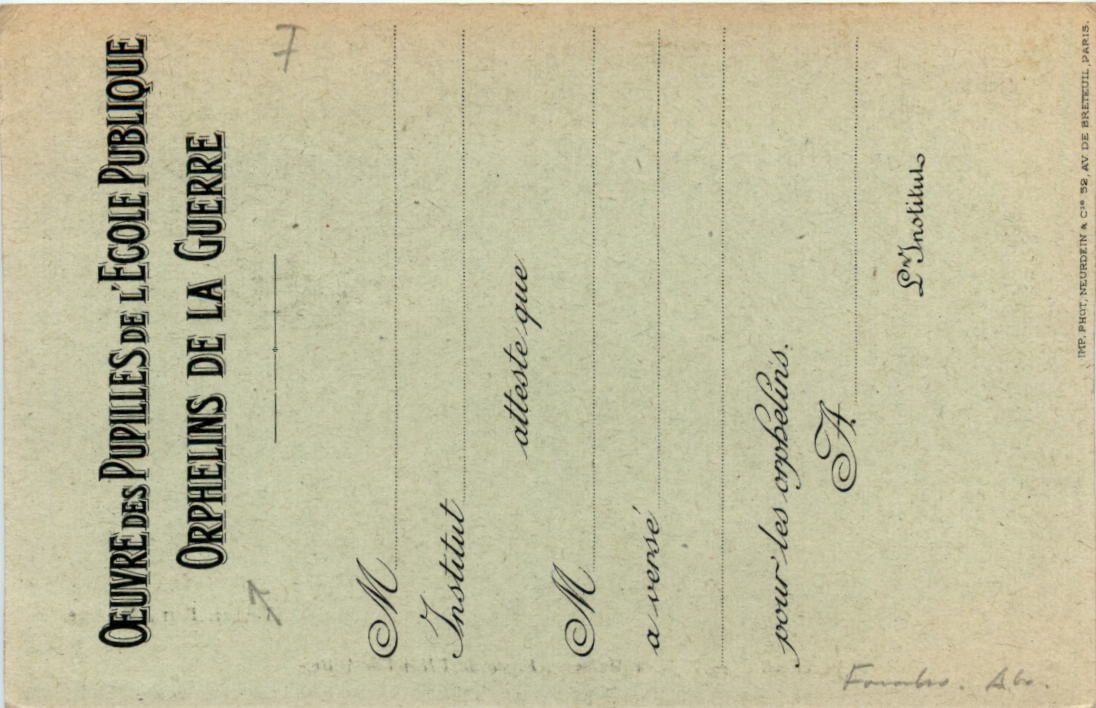 ŒUVRE DES PUPILLES DE L'ECOLE PUBLIQUE
ORPHELINS DE LA GUERRE
M
Institut
atteste que
M
a versé
pour les orphelins.
A
L'Institut
IMP. PHOT, NEURDEIN & Cie 52, AV DE BRETEUIL, PARIS.
7